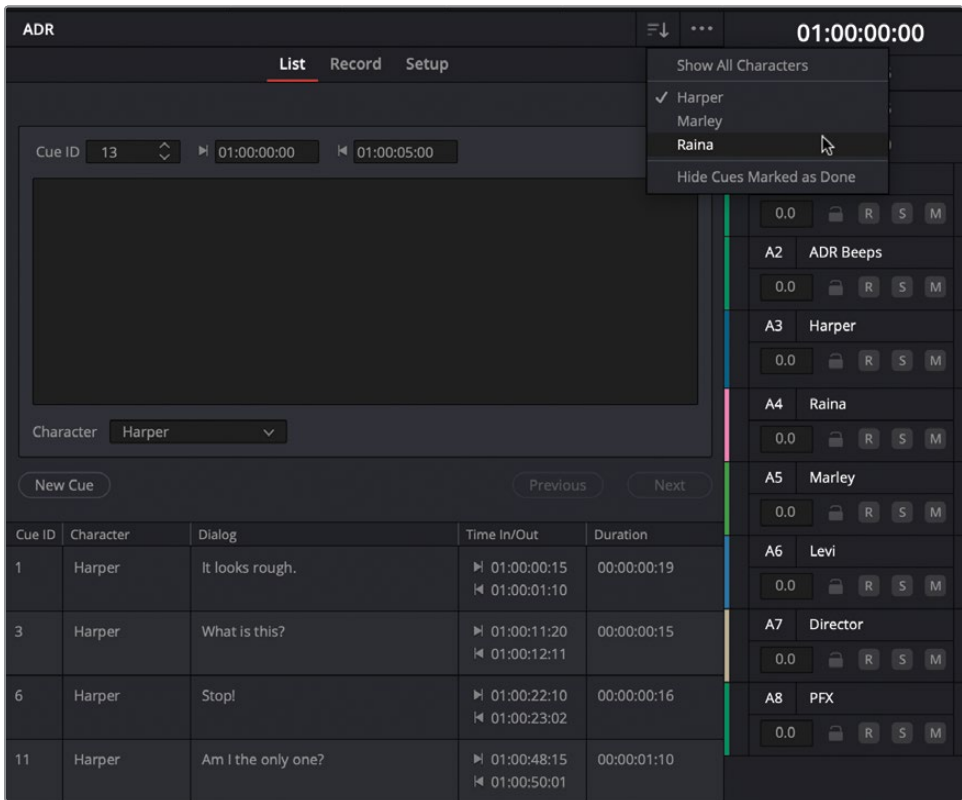 ADR
01:00:00:00
List Record Setup
Show All Characters
Harper
Marley
Raina
Hide Cues Marked as Done
Cue ID 13 01:00:00:00 01:00:05:00
Character Harper
New Cue Previous Next
Cue ID Character Dialog Time In/Out Duration
1 Harper It looks rough. 01:00:00:15 00:00:00:19
01:00:01:10
3 Harper What is this? 01:00:11:20 00:00:00:15
01:00:12:11
6 Harper Stop! 01:00:22:10 00:00:00:16
01:00:23:02
11 Harper Am I the only one? 01:00:48:15 00:00:01:10
01:00:50:01
0.0 R S M
A2 ADR Beeps
0.0 R S M
A3 Harper
0.0 R S M
A4 Raina
0.0 R S M
A5 Marley
0.0 R S M
A6 Levi
0.0 R S M
A7 Director
0.0 R S M
A8 PFX
0.0 R S M